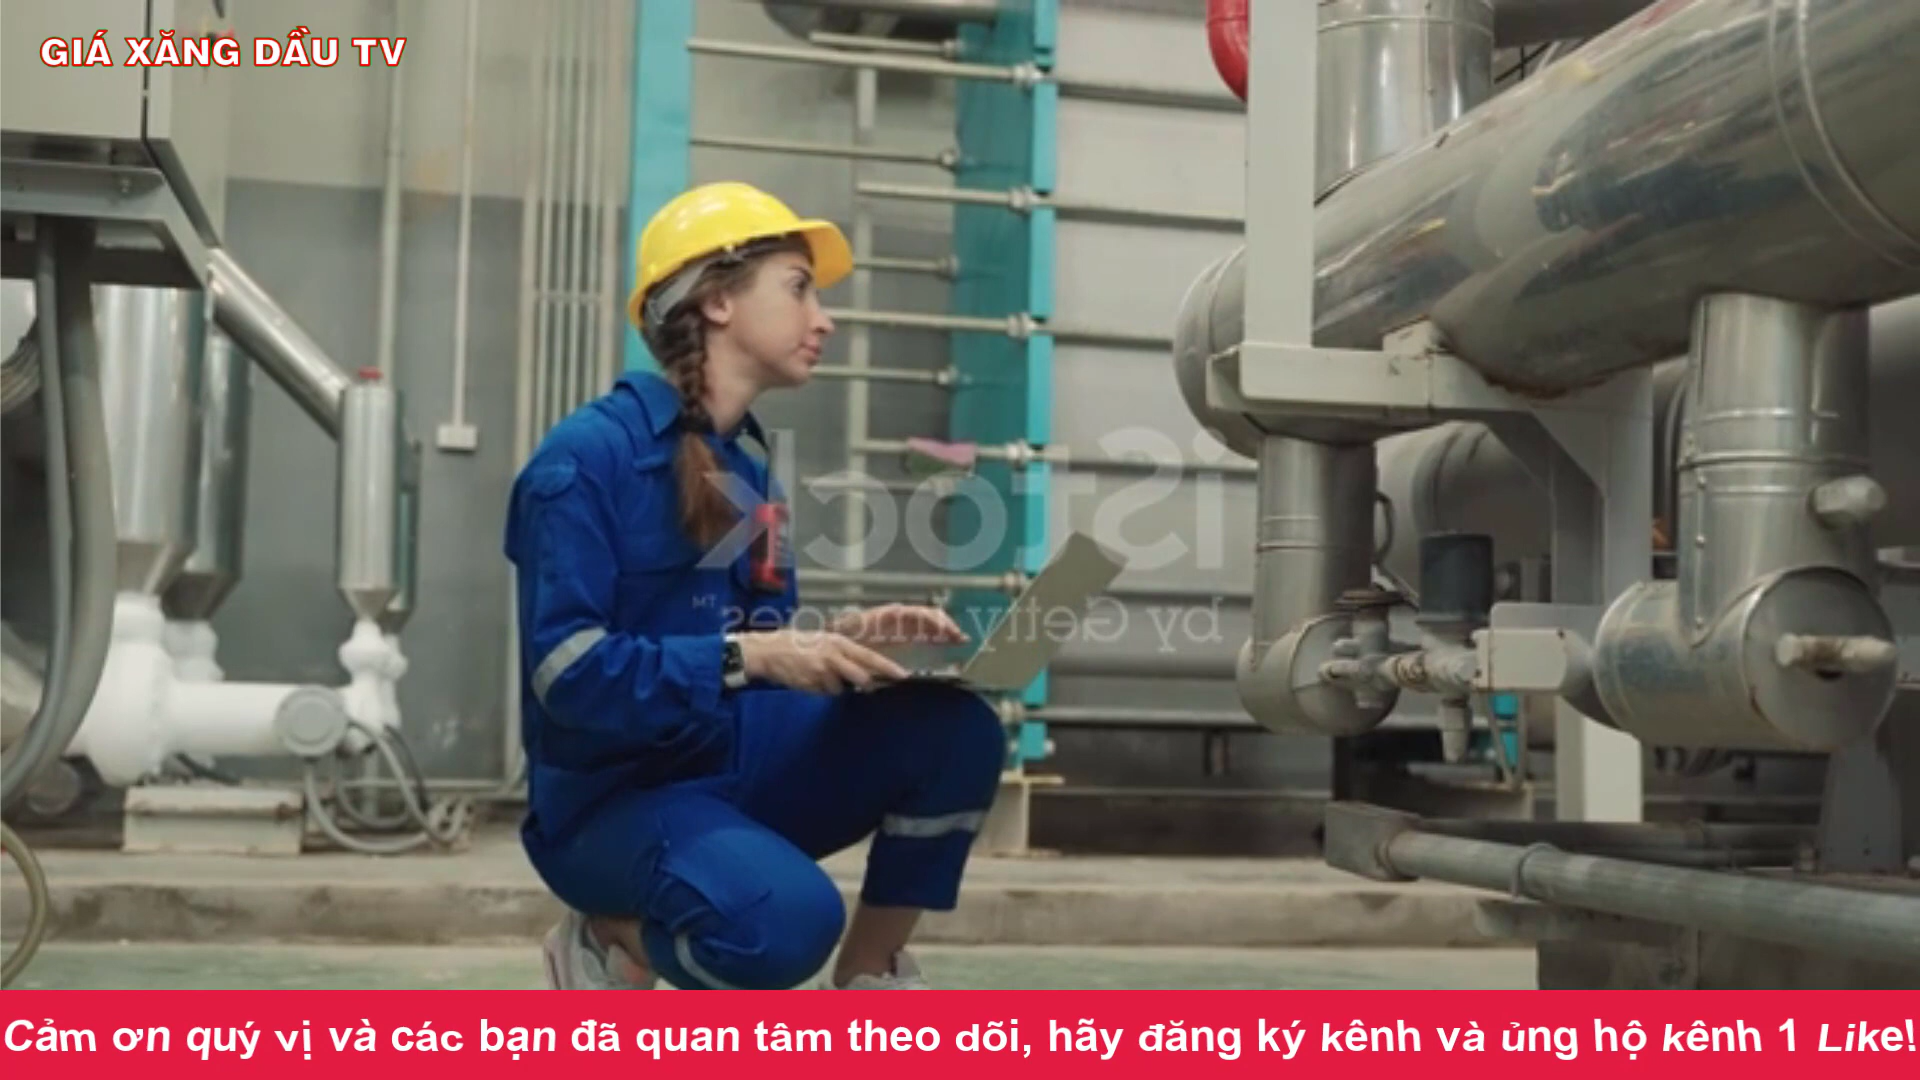 GIÁ XĂNG DẦU TV
iStock
by Getty Images™
Cảm ơn quý vị và các bạn đã quan tâm theo dõi, hãy đăng ký kênh và ủng hộ kênh 1 Like!